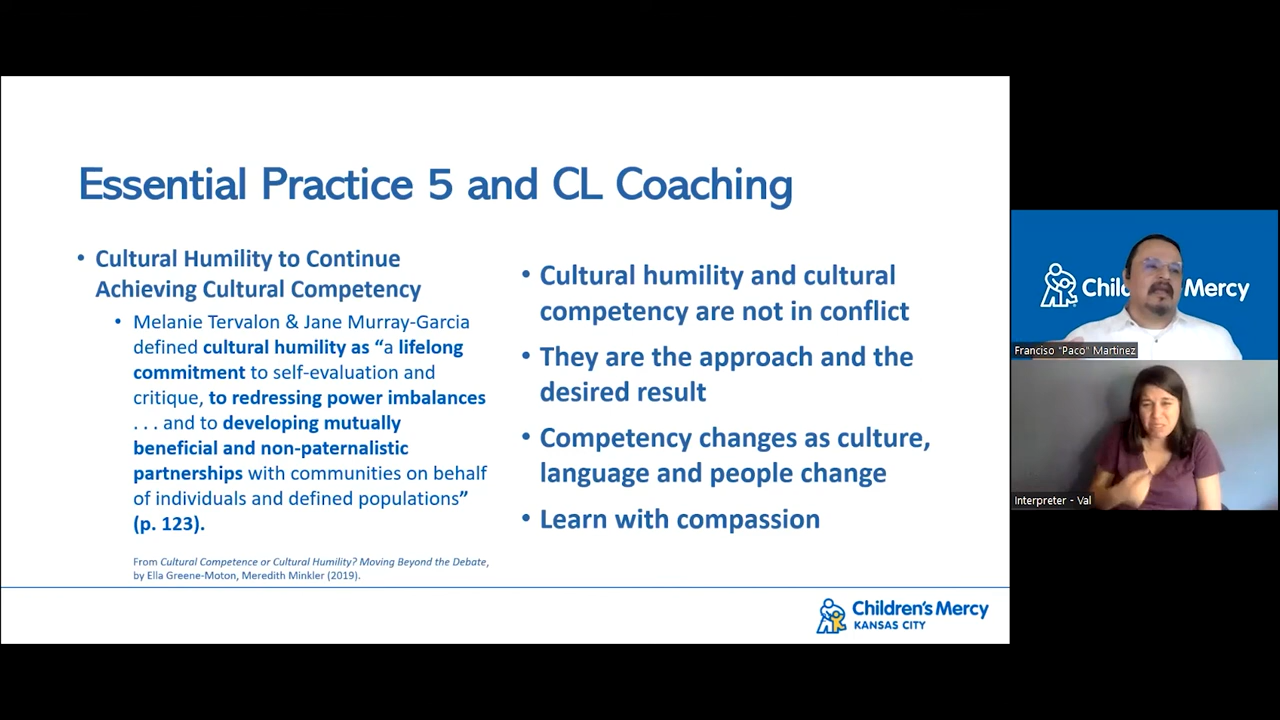 Essential Practice 5 and CL Coaching
• Cultural Humility to Continue
Achieving Cultural Competency
• Melanie Tervalon & Jane Murray-Garcia
defined cultural humility as “a lifelong
commitment to self-evaluation and
critique, to redressing power imbalances
. . . and to developing mutually
beneficial and non-paternalistic
partnerships with communities on behalf
of individuals and defined populations”
(p. 123).
From Cultural Competence or Cultural Humility? Moving Beyond the Debate,
by Ella Greene-Moton, Meredith Minkler (2019).
• Cultural humility and cultural
competency are not in conflict
• They are the approach and the
desired result
• Competency changes as culture,
language and people change
• Learn with compassion
Children's Mercy
KANSAS CITY
Mercy
Franciso "Paco" Martinez
Interpreter - Val